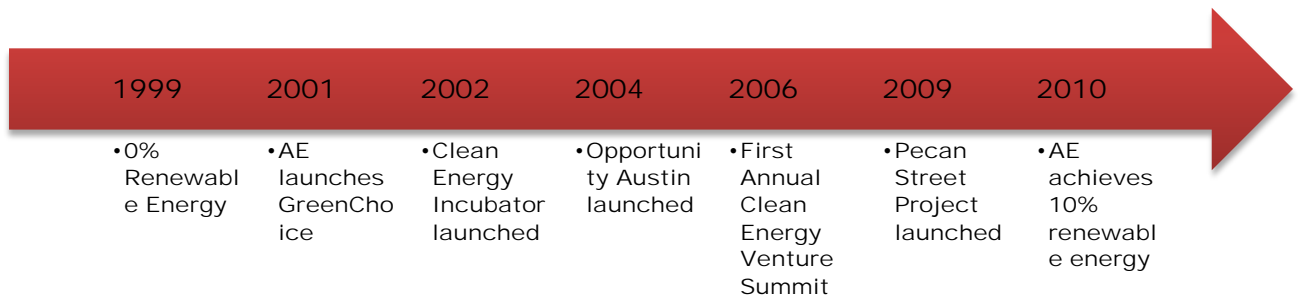 1999 2001 2002 2004 2006 2009 2010
•0%
Renewabl
e Energy
•AE
launches
GreenCho
ice
•Clean
Energy
Incubator
launched
•Opportuni
ty Austin
launched
•First
Annual
Clean
Energy
Venture
Summit
•Pecan
Street
Project
launched
•AE
achieves
10%
renewabl
e energy